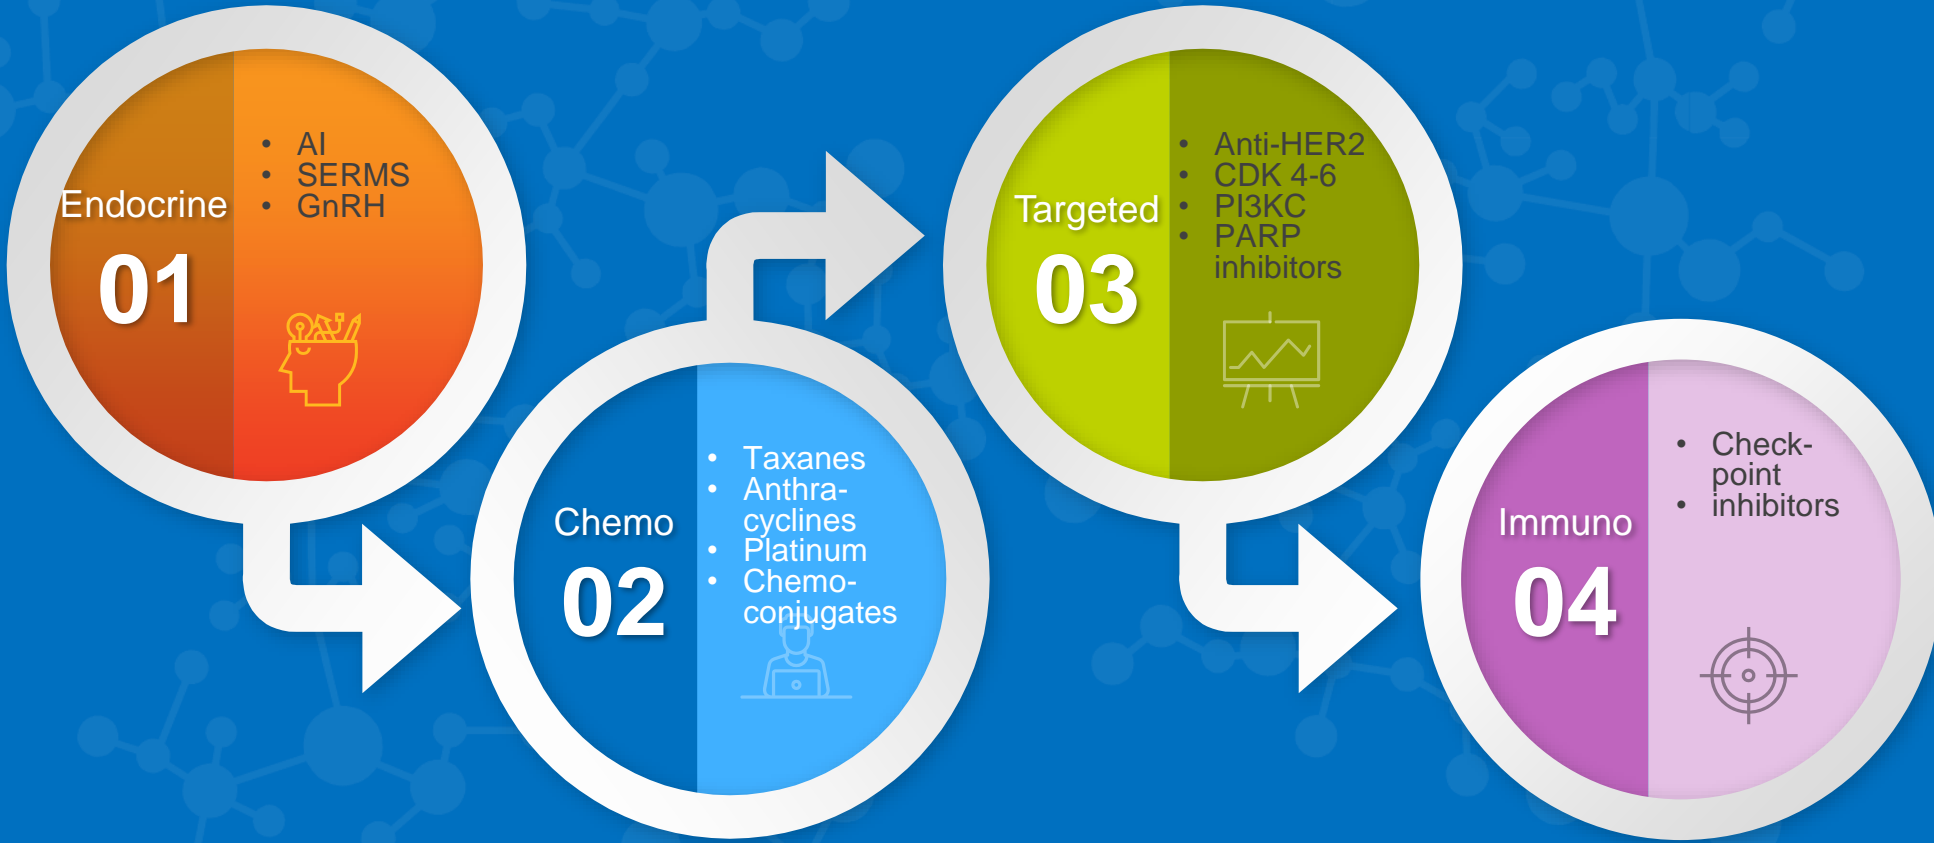 Endocrine
01
• AI
• SERMS
• GnRH
Chemo
02
• Taxanes
• Anthra-
cyclines
• Platinum
• Chemo-
conjugates
Targeted
03
• Anti-HER2
• CDK 4-6
• PI3KC
• PARP
inhibitors
Immuno
04
• Check-
point
• inhibitors